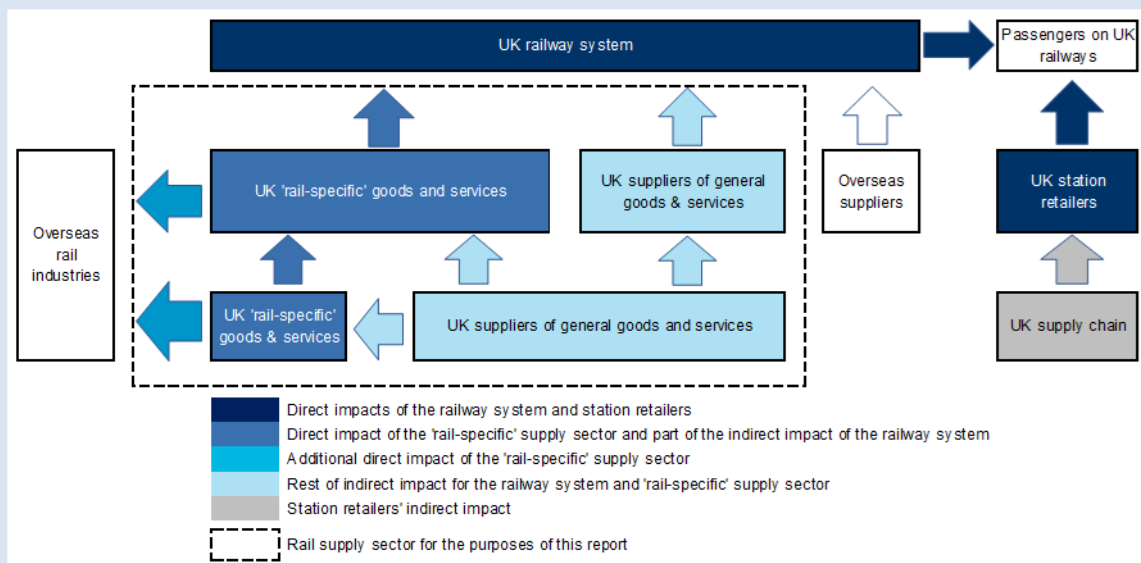 UK railway system
Passengers on UK
railways
UK 'rail-specific' goods and services
UK suppliers of general
goods & services
Overseas
suppliers
UK station
retailers
Overseas
rail
industries
UK 'rail-specific'
goods & services
UK suppliers of general goods and services
UK supply chain
Direct impacts of the railway system and station retailers
Direct impact of the 'rail-specific' supply sector and part of the indirect impact of the railway system
Additional direct impact of the 'rail-specific' supply sector
Rest of indirect impact for the railway system and 'rail-specific' supply sector
Station retailers' indirect impact
Rail supply sector for the purposes of this report